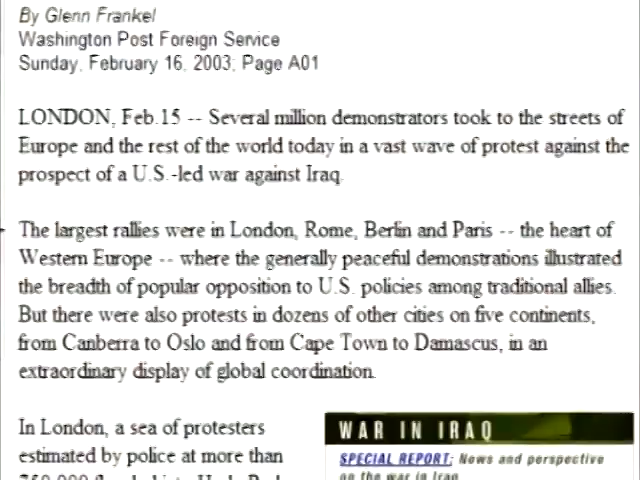 By Glenn Frankel
Washington Post Foreign Service
Sunday, February 16, 2003; Page A01
LONDON, Feb.15 -- Several million demonstrators took to the streets of
Europe and the rest of the world today in a vast wave of protest against the
prospect of a U.S.-led war against Iraq.
The largest rallies were in London, Rome, Berlin and Paris -- the heart of
Western Europe -- where the generally peaceful demonstrations illustrated
the breadth of popular opposition to U.S. policies among traditional allies.
But there were also protests in dozens of other cities on five continents,
from Canberra to Oslo and from Cape Town to Damascus, in an
extraordinary display of global coordination.
In London, a sea of protesters
estimated by police at more than
WAR IN IRAQ
SPECIAL REPORT: News and perspective
on the war in Iraq